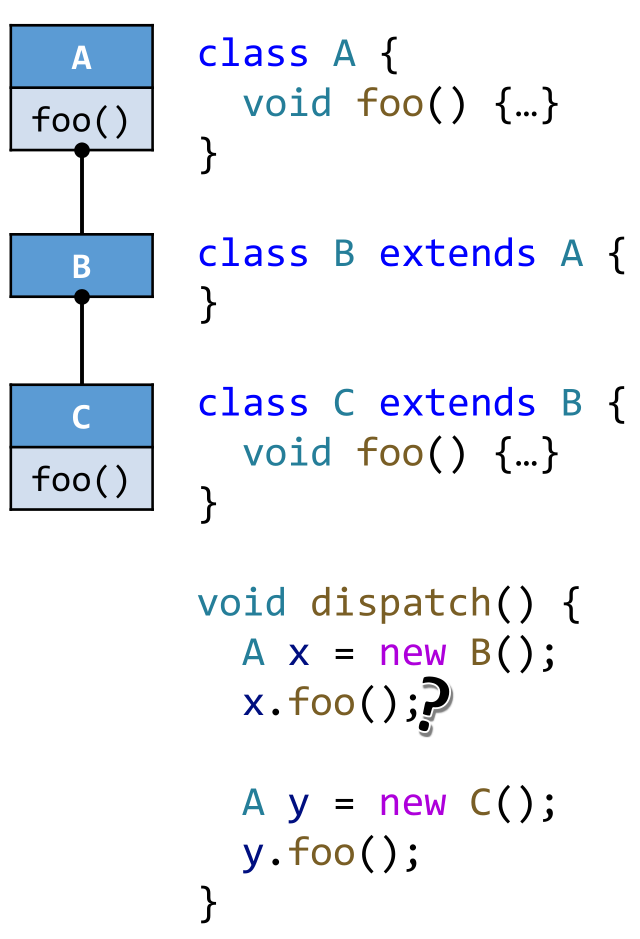 A
foo()
B
C
foo()
class A {
  void foo() {…}
}
class B extends A {
}
class C extends B {
  void foo() {…}
}
void dispatch() {
  A x = new B();
  x.foo();?
  A y = new C();
  y.foo();
}